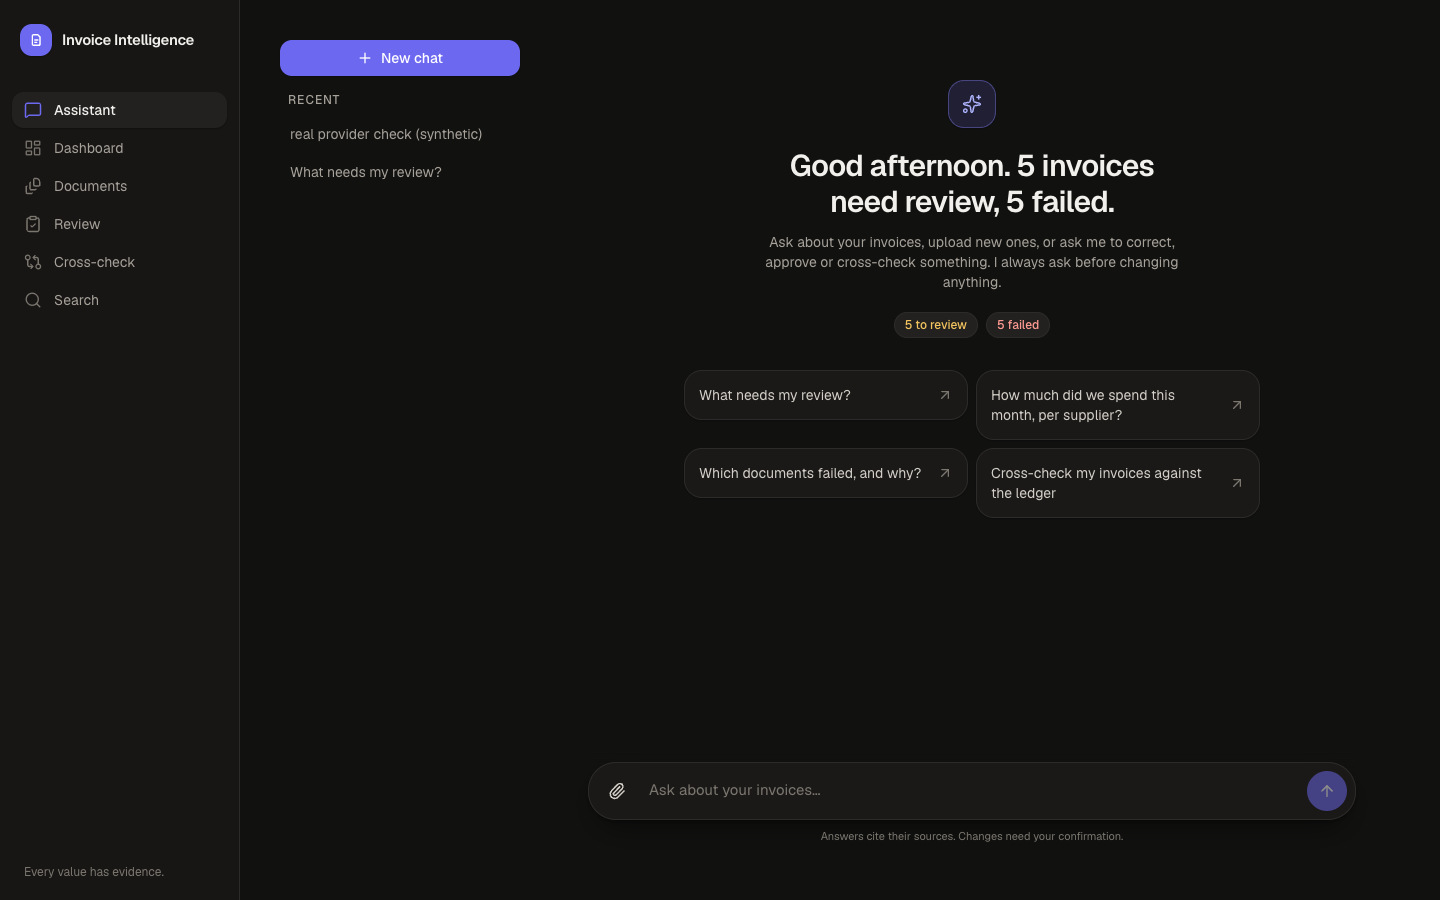 Invoice Intelligence
Assistant
Dashboard
Documents
Review
Cross-check
Search
Every value has evidence.
New chat
RECENT
real provider check (synthetic)
What needs my review?
Good afternoon. 5 invoices
need review, 5 failed.
Ask about your invoices, upload new ones, or ask me to correct,
approve or cross-check something. I always ask before changing
anything.
5 to review
5 failed
What needs my review?
How much did we spend this
month, per supplier?
Which documents failed, and why?
Cross-check my invoices against
the ledger
Ask about your invoices...
Answers cite their sources. Changes need your confirmation.